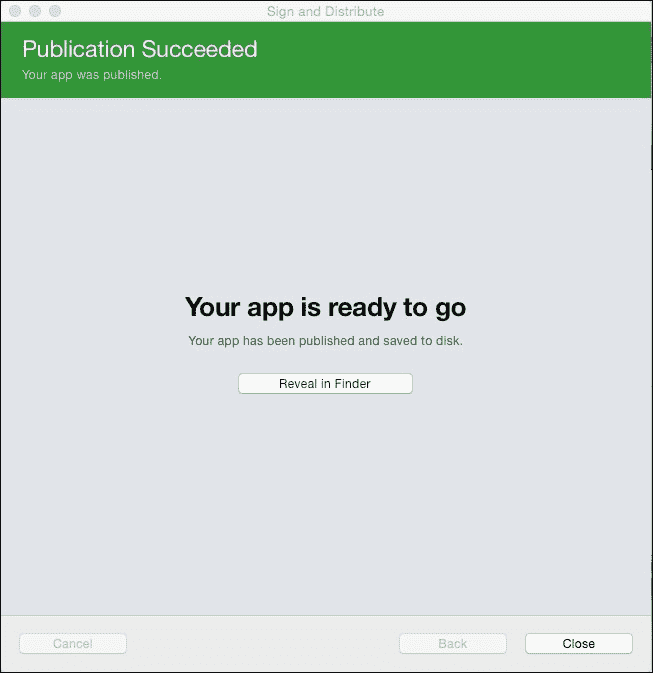 Sign and Distribute
Publication Succeeded
Your app was published.
Your app is ready to go
Your app has been published and saved to disk.
Reveal in Finder
Cancel
Back
Close